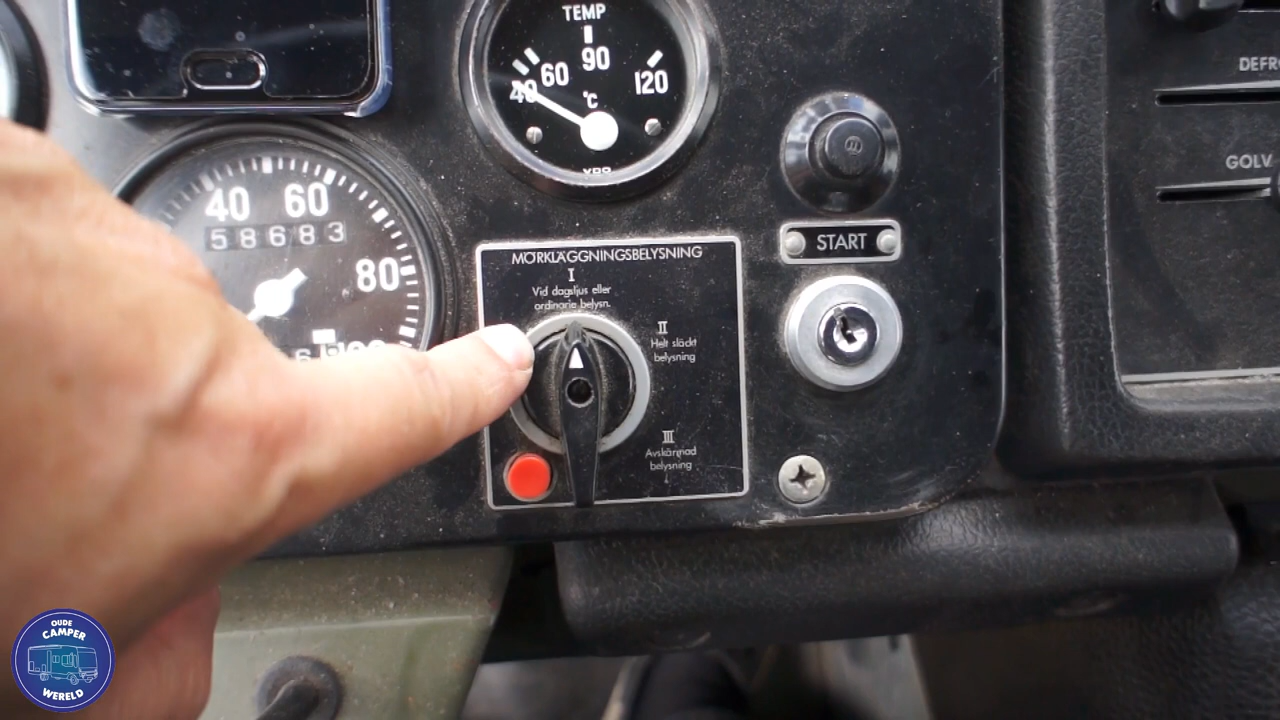 TEMP
40 60 90 120
°C
DEFR
40 60 80
58683
GOLV
START
MÖRKLÄGGNINGSBELYSNING
I
Vid dagsljus eller
ordinarie belysn.
II
Helt släckt
belysning
III
Avskärmad
belysning
OUDE
CAMPER
WERELD